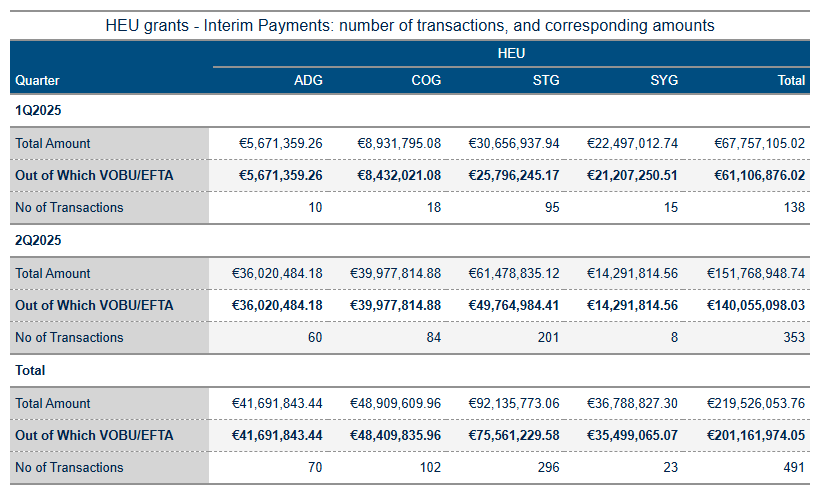 HEU grants - Interim Payments: number of transactions, and corresponding amounts
HEU
Quarter ADG COG STG SYG Total
1Q2025
Total Amount €5,671,359.26 €8,931,795.08 €30,656,937.94 €22,497,012.74 €67,757,105.02
Out of Which VOBU/EFTA €5,671,359.26 €8,432,021.08 €25,796,245.17 €21,207,250.51 €61,106,876.02
No of Transactions 10 18 95 15 138
2Q2025
Total Amount €36,020,484.18 €39,977,814.88 €61,478,835.12 €14,291,814.56 €151,768,948.74
Out of Which VOBU/EFTA €36,020,484.18 €39,977,814.88 €49,764,984.41 €14,291,814.56 €140,055,098.03
No of Transactions 60 84 201 8 353
Total
Total Amount €41,691,843.44 €48,909,609.96 €92,135,773.06 €36,788,827.30 €219,526,053.76
Out of Which VOBU/EFTA €41,691,843.44 €48,409,835.96 €75,561,229.58 €35,499,065.07 €201,161,974.05
No of Transactions 70 102 296 23 491